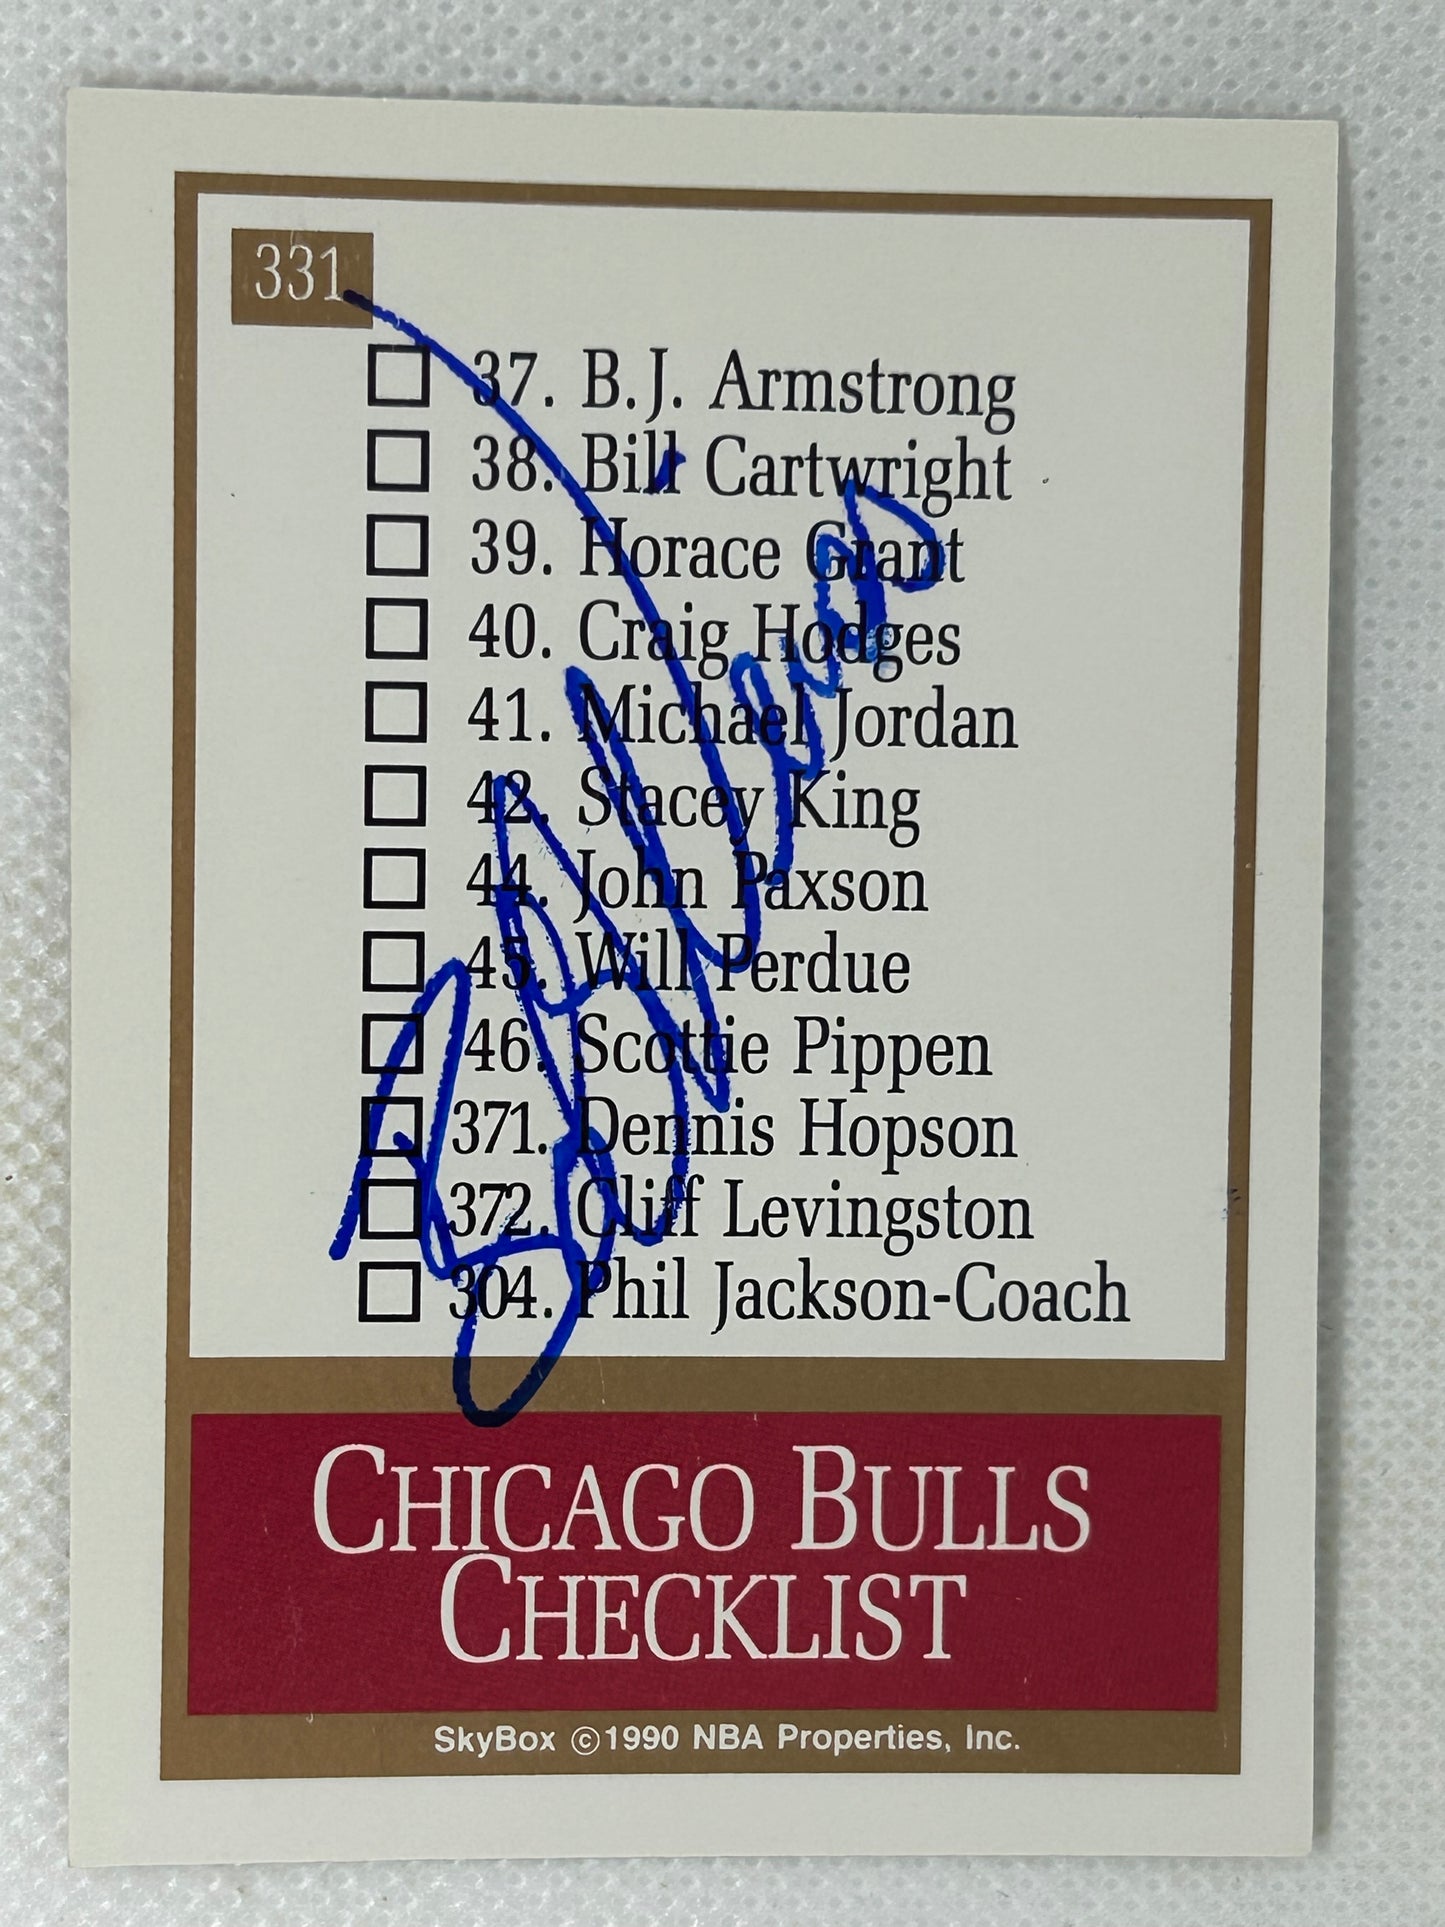 331
37. B.J. Armstrong
38. Bill Cartwright
39. Horace Grant
40. Craig Hodges
41. Michael Jordan
42. Stacey King
44. John Paxson
45. Will Perdue
46. Scottie Pippen
371. Dennis Hopson
372. Cliff Levingston
304. Phil Jackson-Coach
CHICAGO BULLS
CHECKLIST
SkyBox ©1990 NBA Properties, Inc.